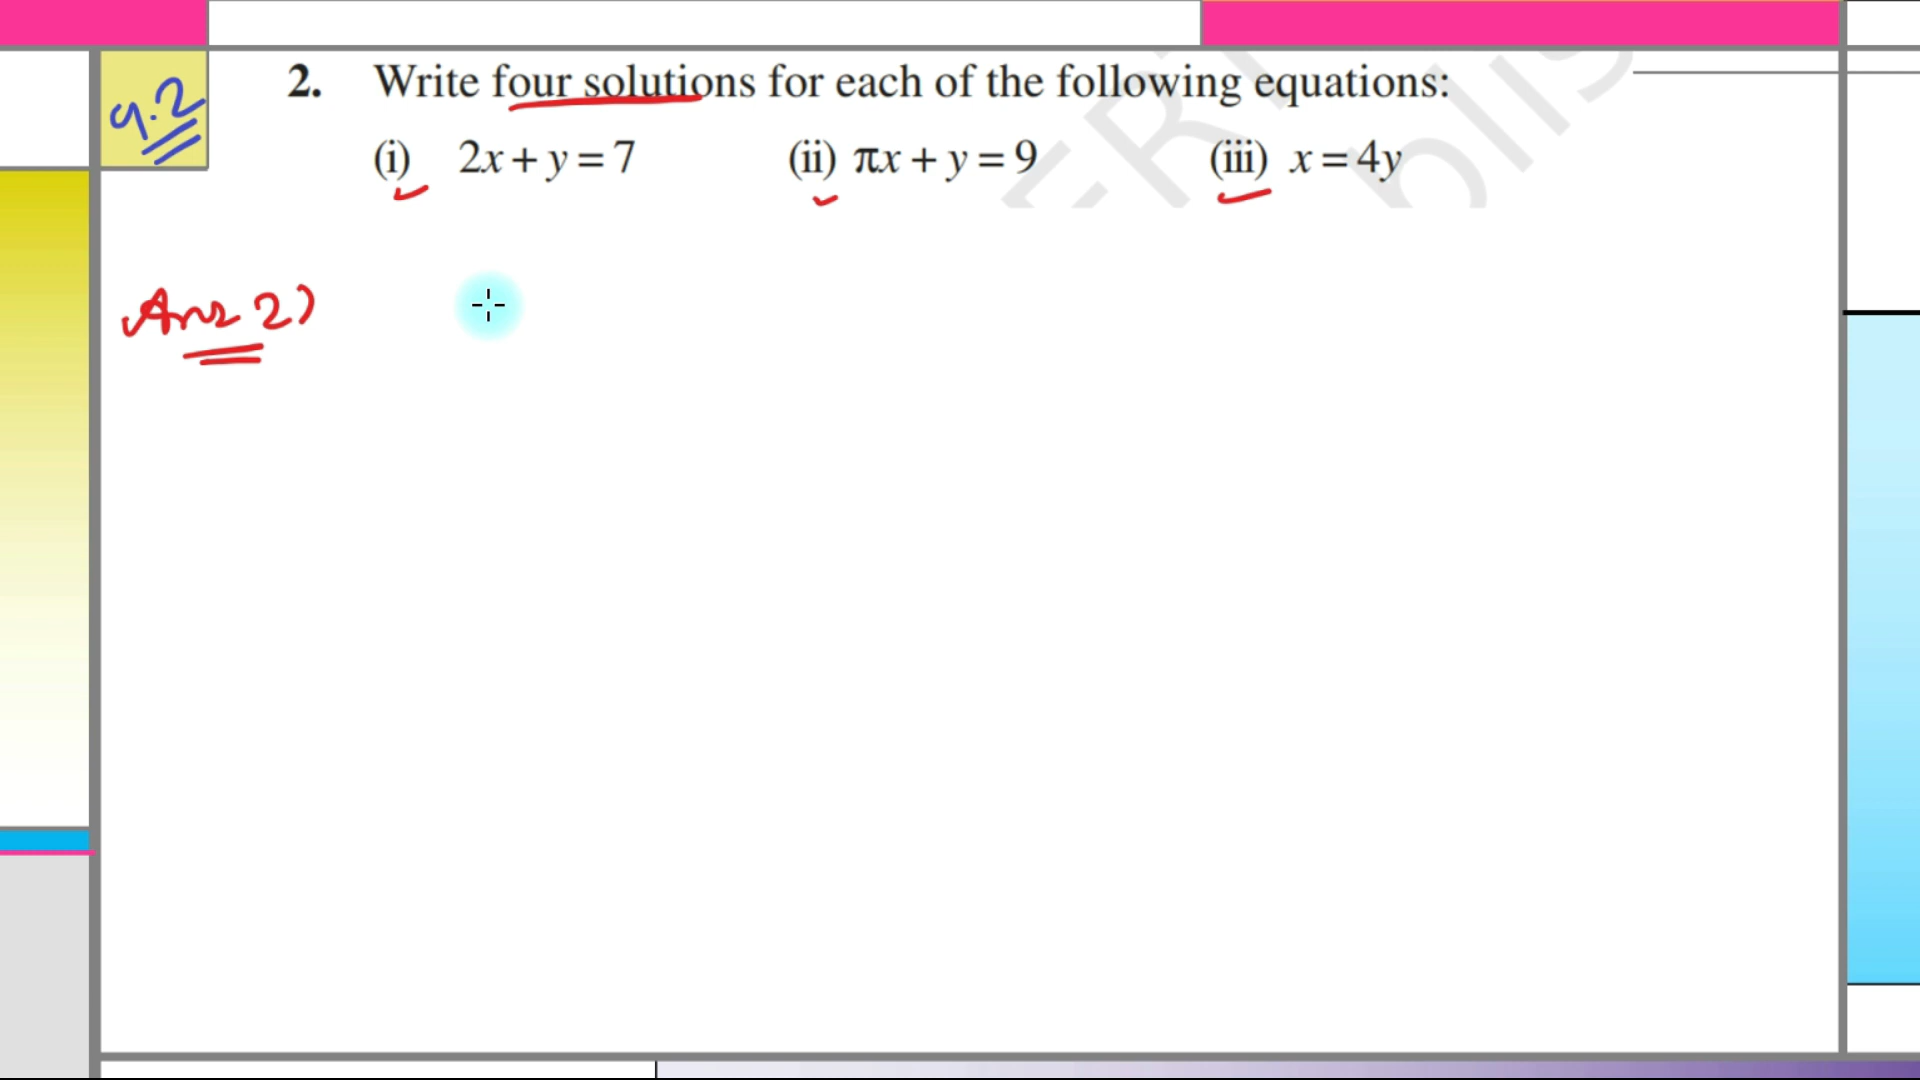 9.2
2. Write four solutions for each of the following equations:
(i) 2x + y = 7 (ii) πx + y = 9 (iii) x = 4y
Ans 2)